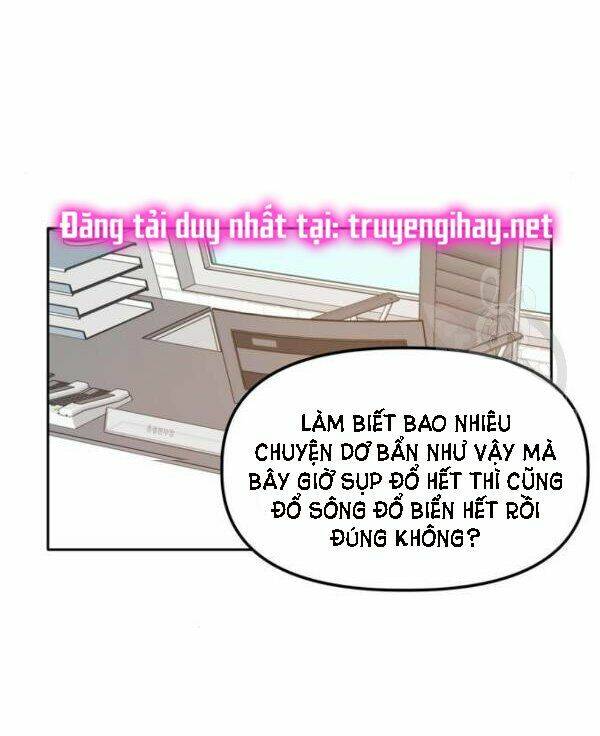 Đăng tải duy nhất tại: truyengihay.net
LÀM BIẾT BAO NHIÊU
CHUYỆN DƠ BẨN NHƯ VẬY MÀ
BÂY GIỜ SỤP ĐỔ HẾT THÌ CŨNG
ĐỔ SÔNG ĐỔ BIỂN HẾT RỒI
ĐÚNG KHÔNG?